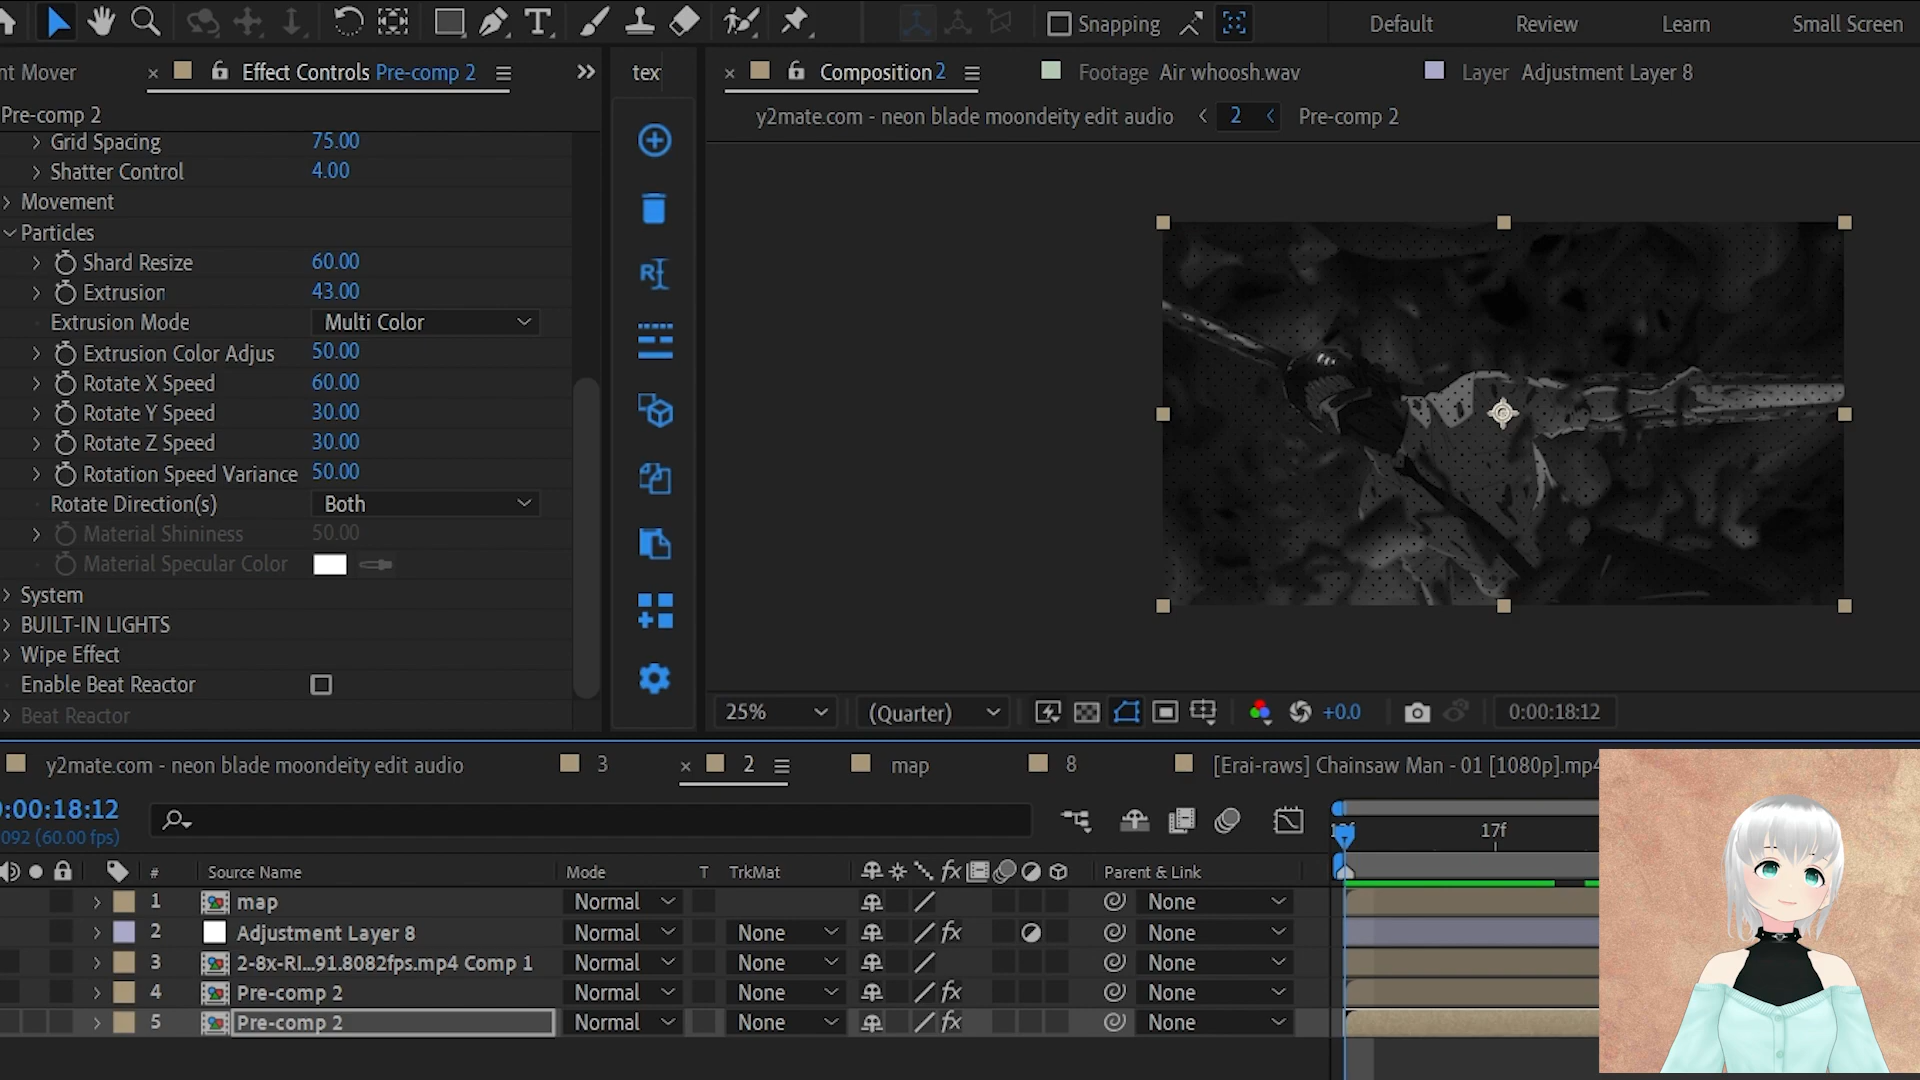 Snapping
Default
Review
Learn
Small Screen
nt Mover
Effect Controls Pre-comp 2
tex
Composition 2
Footage Air whoosh.wav
Layer Adjustment Layer 8
Pre-comp 2
y2mate.com - neon blade moondeity edit audio
2
Pre-comp 2
Grid Spacing 75.00
Shatter Control 4.00
Movement
Particles
Shard Resize 60.00
Extrusion 43.00
Extrusion Mode Multi Color
Extrusion Color Adjus 50.00
Rotate X Speed 60.00
Rotate Y Speed 30.00
Rotate Z Speed 30.00
Rotation Speed Variance 50.00
Rotate Direction(s) Both
Material Shininess 50.00
Material Specular Color
System
BUILT-IN LIGHTS
Wipe Effect
Enable Beat Reactor
Beat Reactor
25%
(Quarter)
+0.0
0:00:18:12
y2mate.com - neon blade moondeity edit audio
3
2
map
8
[Erai-raws] Chainsaw Man - 01 [1080p].mp4
0:00:18:12
092 (60.00 fps)
17f
# Source Name Mode T TrkMat fx Parent & Link
1 map Normal None
2 Adjustment Layer 8 Normal None fx None
3 2-8x-RI...91.8082fps.mp4 Comp 1 Normal None None
4 Pre-comp 2 Normal None fx None
5 Pre-comp 2 Normal None fx None